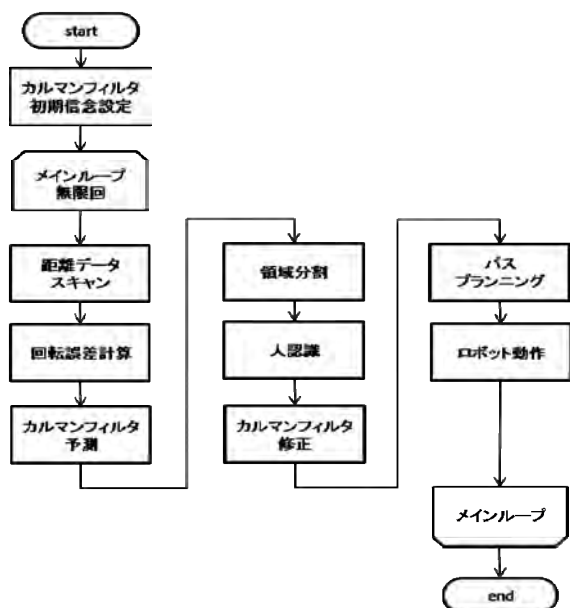 start
カルマンフィルタ
初期信念設定
メインループ
無限回
距離データ
スキャン
回転誤差計算
カルマンフィルタ
予測
領域分割
人認識
カルマンフィルタ
修正
パス
プランニング
ロボット動作
メインループ
end